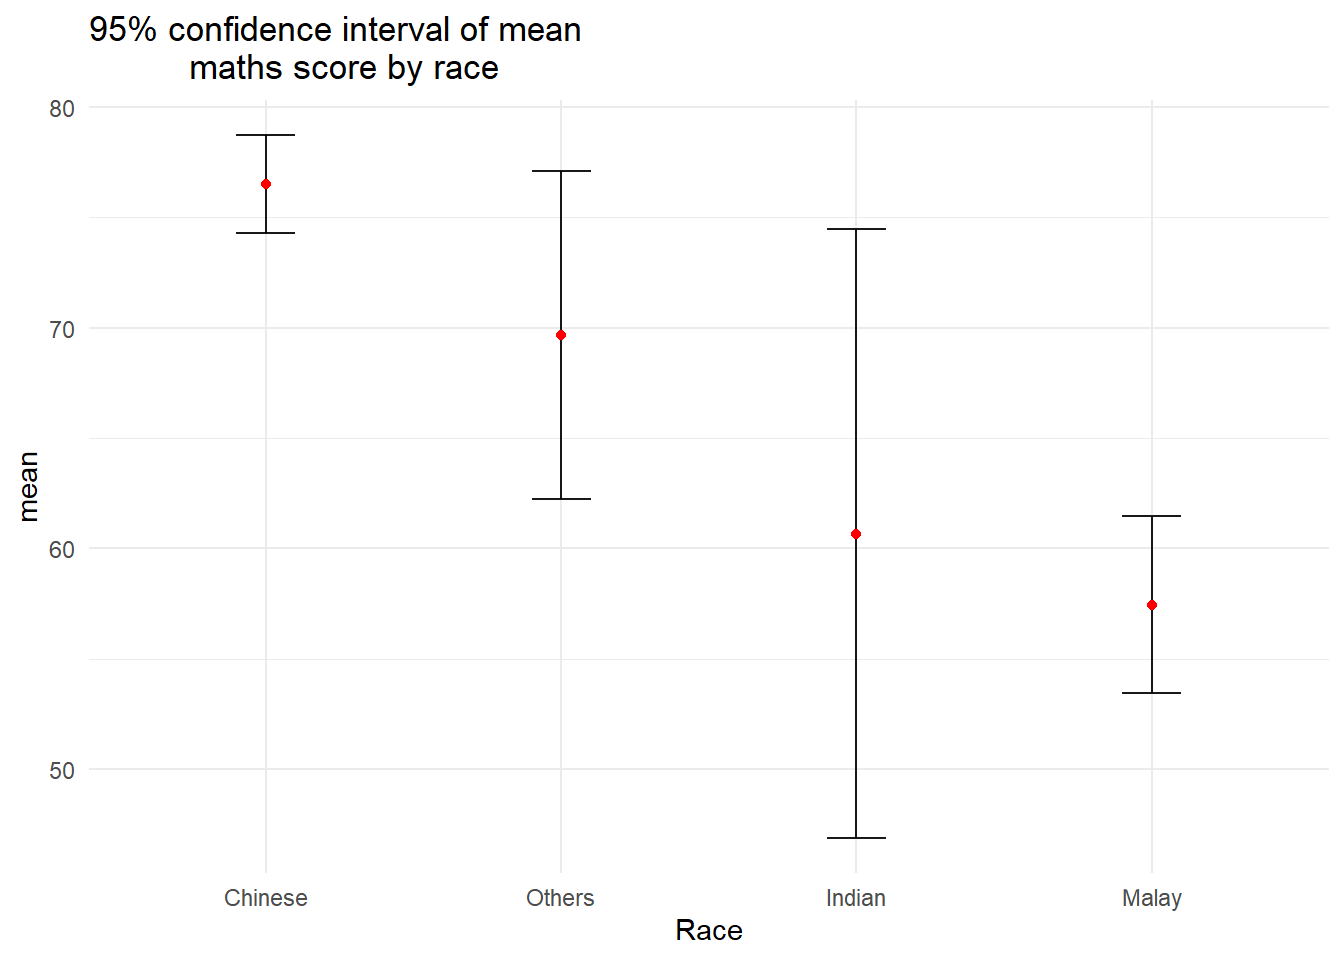 95% confidence interval of mean
maths score by race
80
70
60
50
mean
Chinese
Others
Indian
Malay
Race